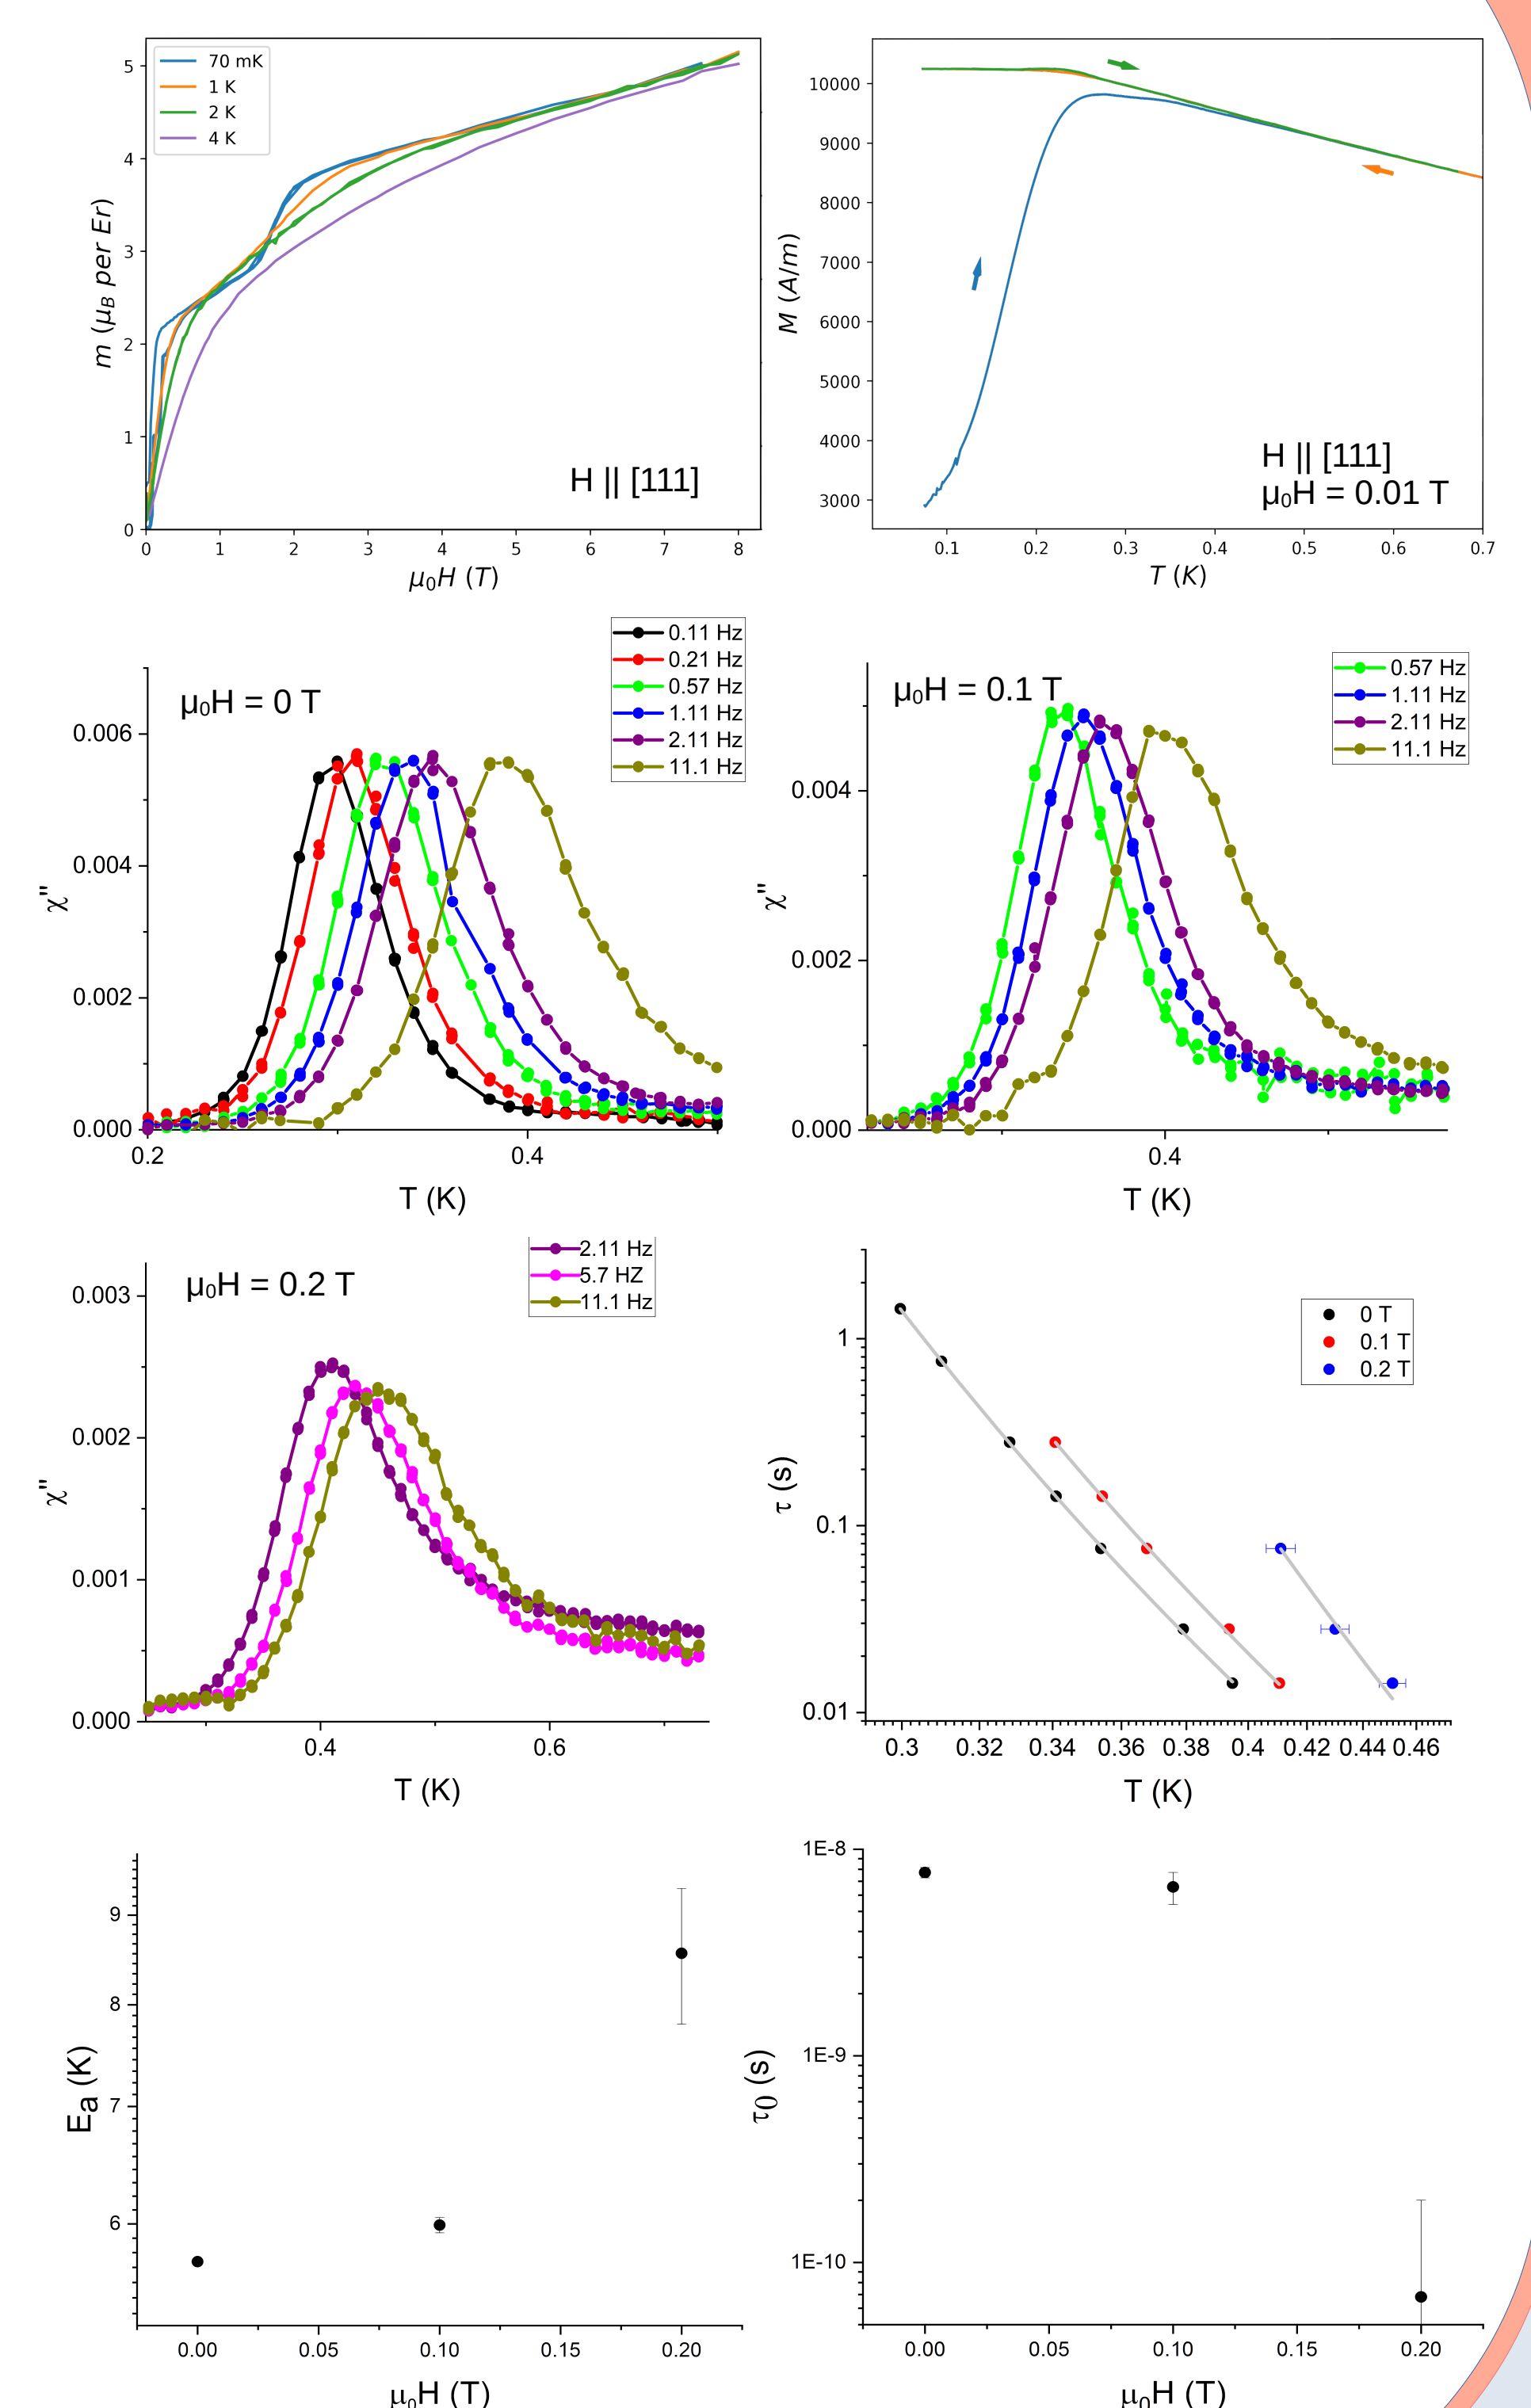 70 mK
1 K
2 K
4 K
5
4
3
2
1
0
m (μB per Er)
H || [111]
0 1 2 3 4 5 6 7 8
μ0H (T)
10000
9000
8000
7000
6000
5000
4000
3000
M (A/m)
H || [111]
μ0H = 0.01 T
0.1 0.2 0.3 0.4 0.5 0.6 0.7
T (K)
0.11 Hz
0.21 Hz
0.57 Hz
1.11 Hz
2.11 Hz
11.1 Hz
μ0H = 0 T
0.006
0.004
0.002
0.000
χ"
0.2 0.4
T (K)
0.57 Hz
1.11 Hz
2.11 Hz
11.1 Hz
μ0H = 0.1 T
0.004
0.002
0.000
χ"
0.4
T (K)
2.11 Hz
5.7 HZ
11.1 Hz
μ0H = 0.2 T
0.003
0.002
0.001
0.000
χ"
0.4 0.6
T (K)
0 T
0.1 T
0.2 T
1
0.1
0.01
τ (s)
0.3 0.32 0.34 0.36 0.38 0.4 0.42 0.44 0.46
T (K)
9
8
7
6
Ea (K)
0.00 0.05 0.10 0.15 0.20
μ0H (T)
1E-8
1E-9
1E-10
τ0 (s)
0.00 0.05 0.10 0.15 0.20
μ0H (T)